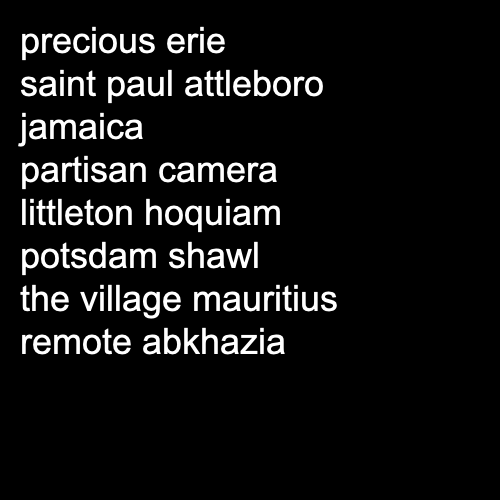 precious erie
saint paul attleboro
jamaica
partisan camera
littleton hoquiam
potsdam shawl
the village mauritius
remote abkhazia